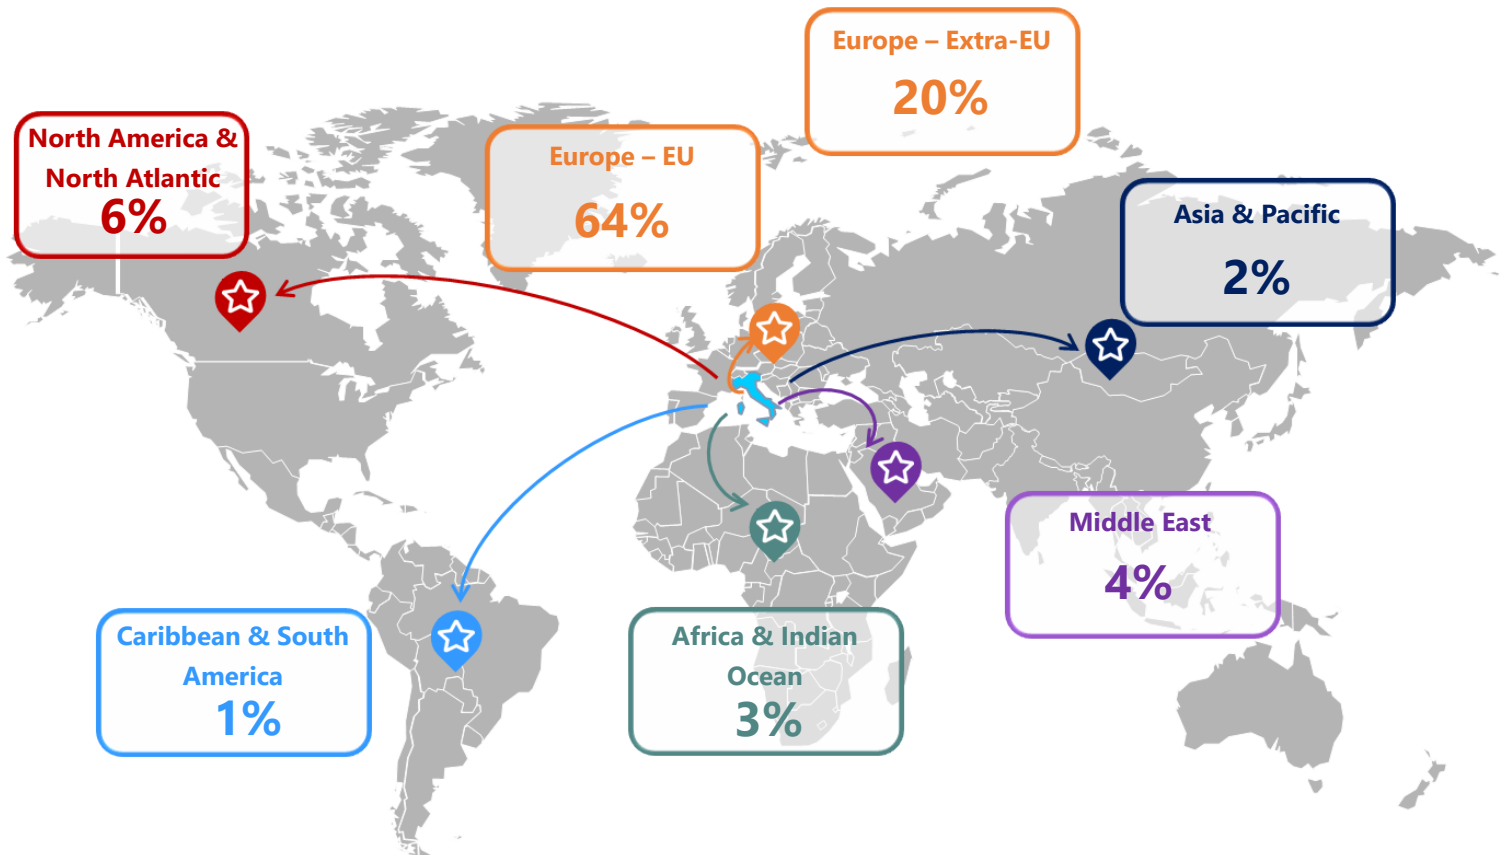 Europe – Extra-EU
20%
North America &
North Atlantic
6%
Europe – EU
64%
Asia & Pacific
2%
Middle East
4%
Caribbean & South
America
1%
Africa & Indian
Ocean
3%